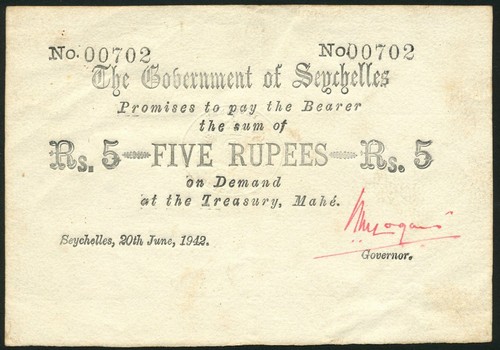 No. 00702 No 00702
The Government of Seychelles
Promises to pay the Bearer
the sum of
Rs. 5 FIVE RUPEES Rs. 5
on Demand
at the Treasury, Mahé.
Seychelles, 20th June, 1942.
Governor.